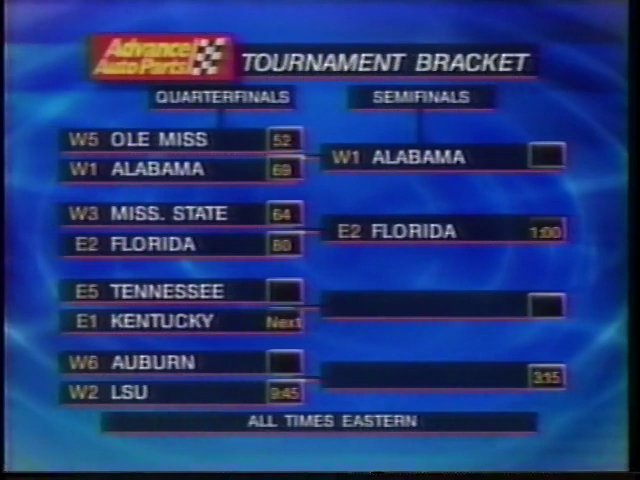 Advance Auto Parts TOURNAMENT BRACKET
QUARTERFINALS SEMIFINALS
W5 OLE MISS 52
W1 ALABAMA 69
W1 ALABAMA
W3 MISS. STATE 64
E2 FLORIDA 80
E2 FLORIDA 1:00
E5 TENNESSEE
E1 KENTUCKY Next
W6 AUBURN
W2 LSU 9:45
3:15
ALL TIMES EASTERN